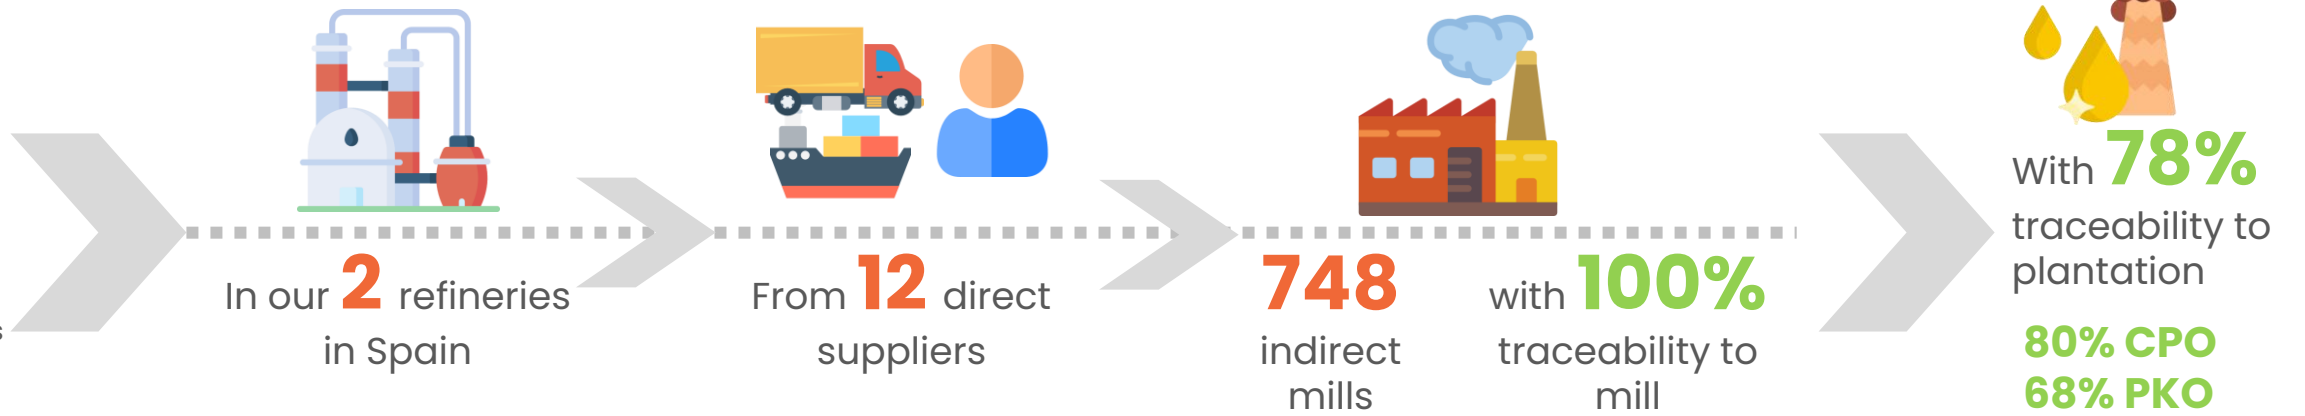 In our 2 refineries
in Spain
From 12 direct
suppliers
748
indirect
mills
with 100%
traceability to
mill
With 78%
traceability to
plantation
80% CPO
68% PKO